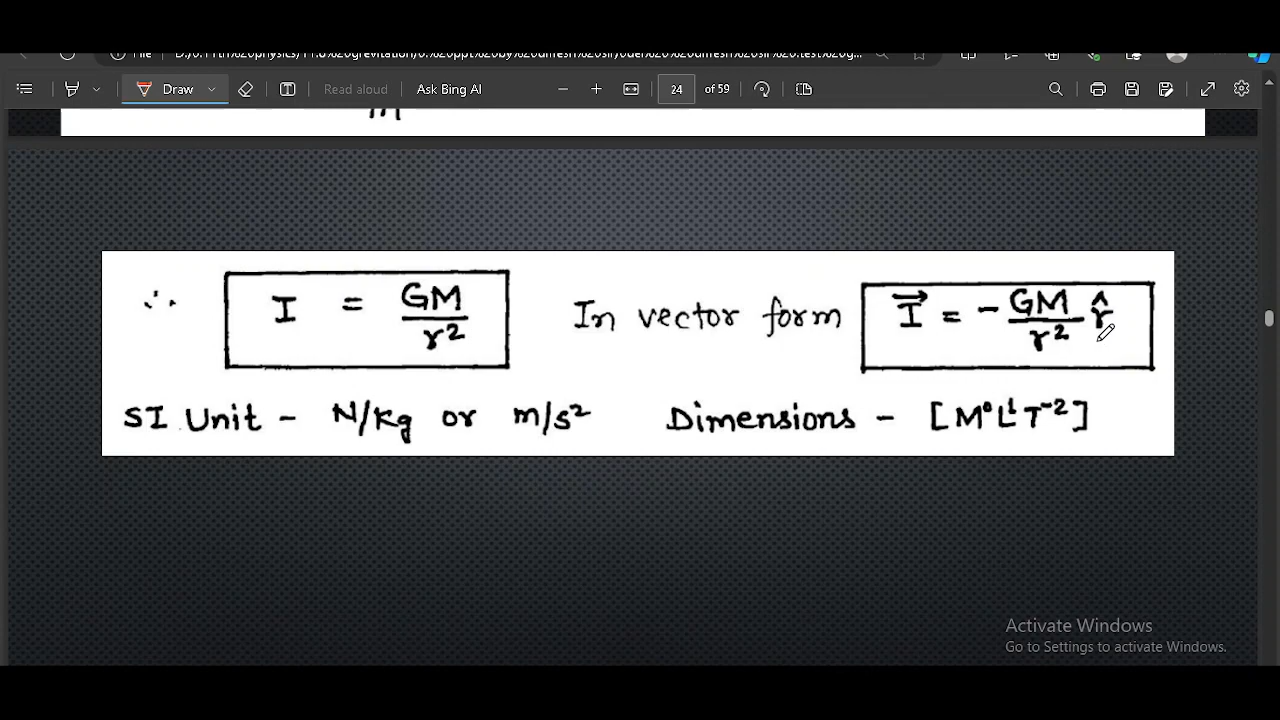 Draw
Read aloud
Ask Bing AI
24 of 59
∴ I = GM/r² In vector form I⃗ = - GM/r² r̂
SI Unit - N/Kg or m/s² Dimensions - [M⁰L¹T⁻²]
Activate Windows
Go to Settings to activate Windows.